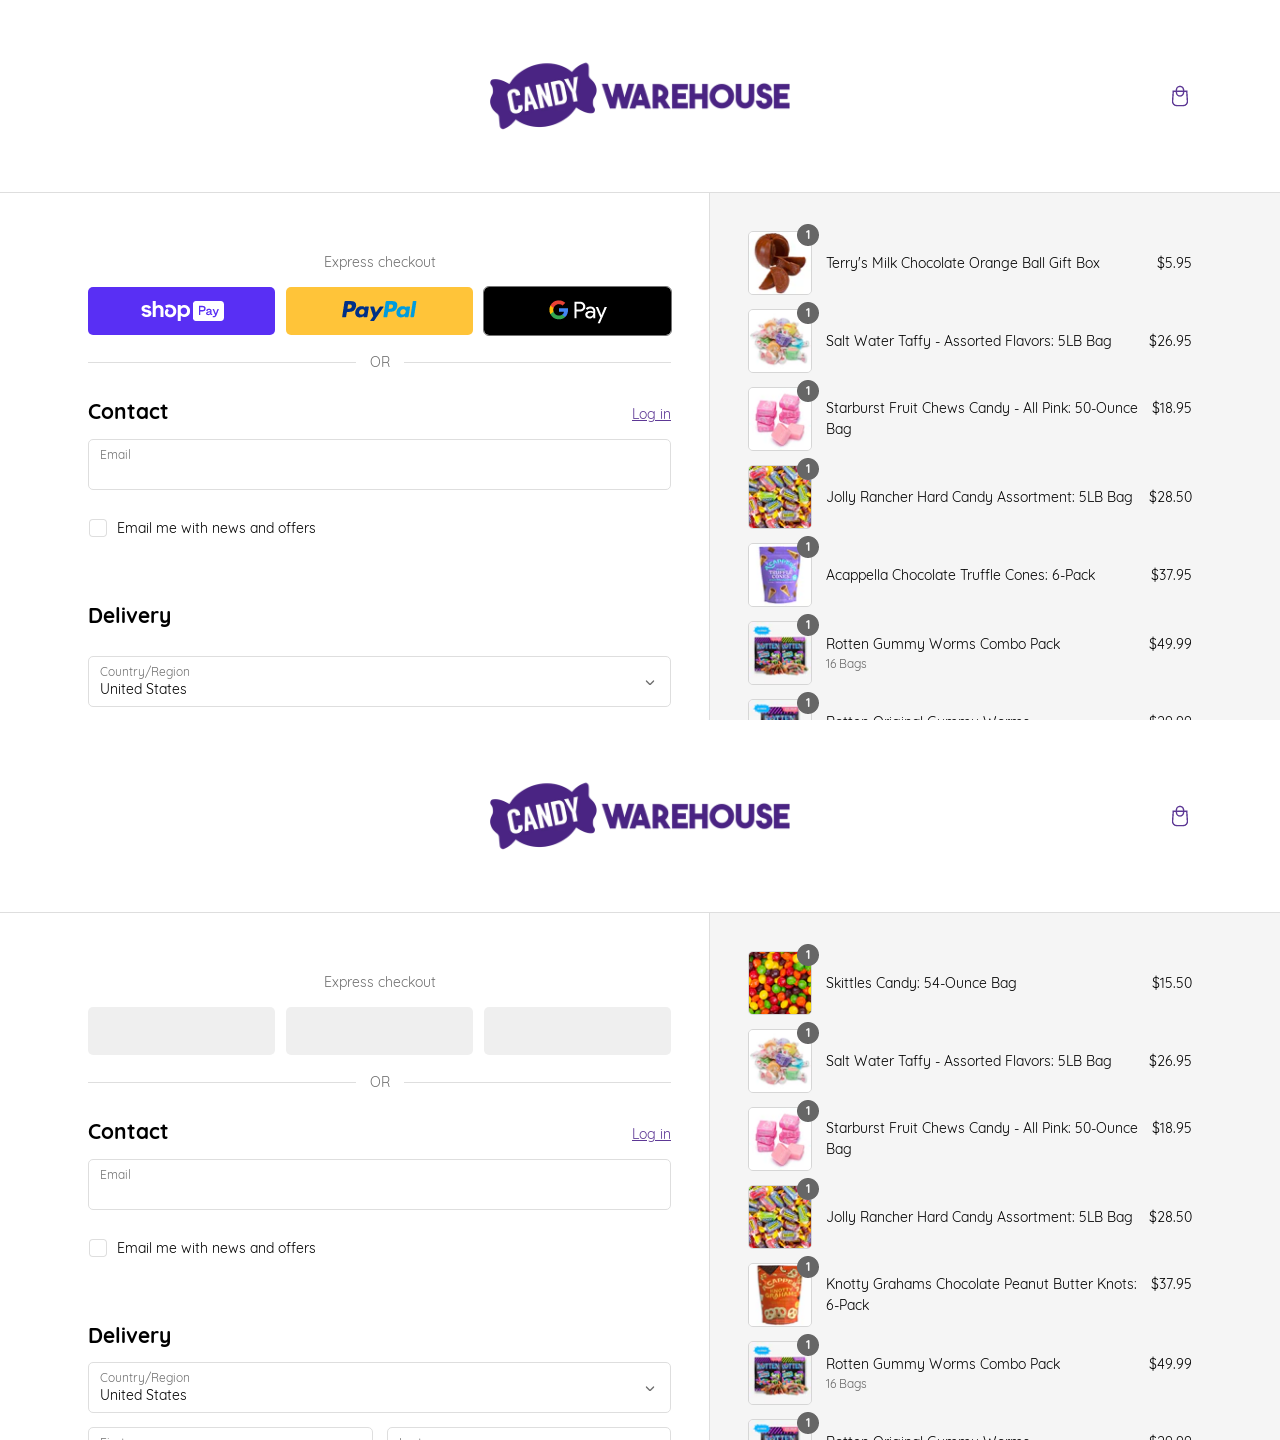 CANDY WAREHOUSE
Express checkout
shop Pay
PayPal
G Pay
OR
Contact
Log in
Email
Email me with news and offers
Delivery
Country/Region
United States
1
Terry's Milk Chocolate Orange Ball Gift Box
$5.95
1
Salt Water Taffy - Assorted Flavors: 5LB Bag
$26.95
1
Starburst Fruit Chews Candy - All Pink: 50-Ounce
Bag
$18.95
1
Jolly Rancher Hard Candy Assortment: 5LB Bag
$28.50
1
Acappella Chocolate Truffle Cones: 6-Pack
$37.95
1
Rotten Gummy Worms Combo Pack
16 Bags
$49.99
1
Rotten Original Gummy Worms
CANDY WAREHOUSE
Express checkout
OR
Contact
Log in
Email
Email me with news and offers
Delivery
Country/Region
United States
1
Skittles Candy: 54-Ounce Bag
$15.50
1
Salt Water Taffy - Assorted Flavors: 5LB Bag
$26.95
1
Starburst Fruit Chews Candy - All Pink: 50-Ounce
Bag
$18.95
1
Jolly Rancher Hard Candy Assortment: 5LB Bag
$28.50
1
Knotty Grahams Chocolate Peanut Butter Knots:
6-Pack
$37.95
1
Rotten Gummy Worms Combo Pack
16 Bags
$49.99
1
Rotten Original Gummy Worms